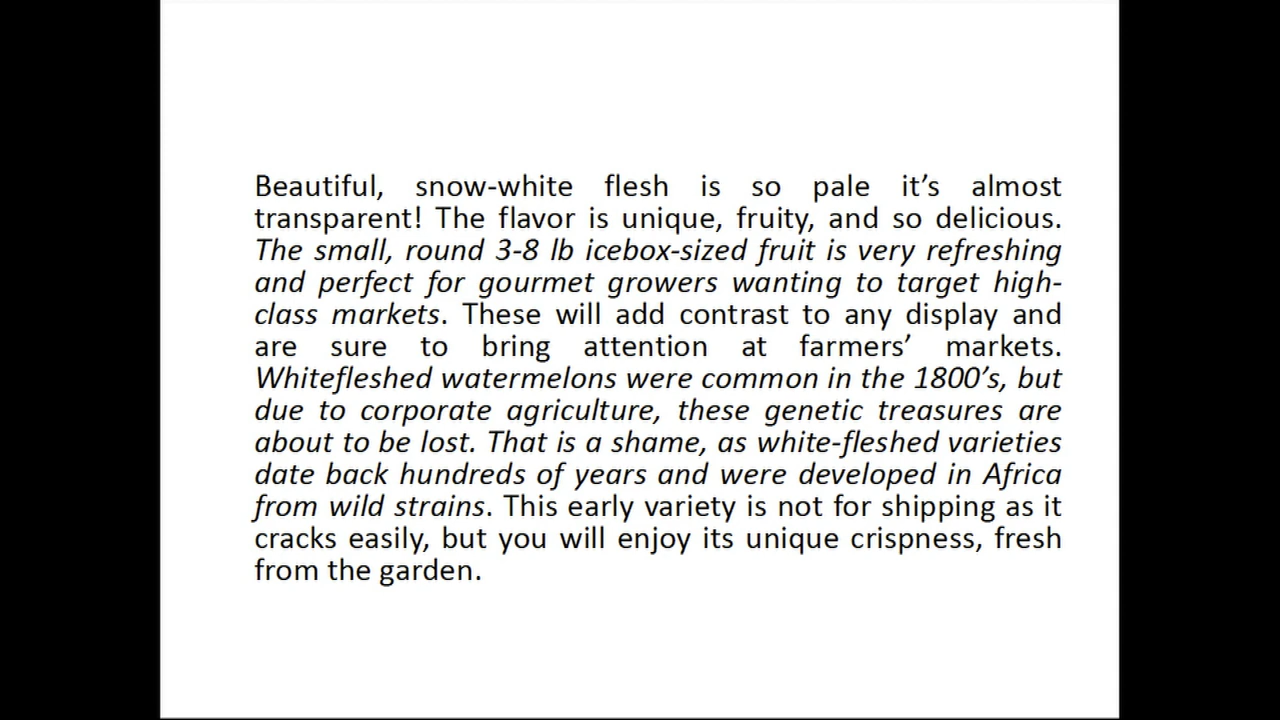 Beautiful, snow-white flesh is so pale it’s almost
transparent! The flavor is unique, fruity, and so delicious.
The small, round 3-8 lb icebox-sized fruit is very refreshing
and perfect for gourmet growers wanting to target high-
class markets. These will add contrast to any display and
are sure to bring attention at farmers’ markets.
Whitefleshed watermelons were common in the 1800’s, but
due to corporate agriculture, these genetic treasures are
about to be lost. That is a shame, as white-fleshed varieties
date back hundreds of years and were developed in Africa
from wild strains. This early variety is not for shipping as it
cracks easily, but you will enjoy its unique crispness, fresh
from the garden.